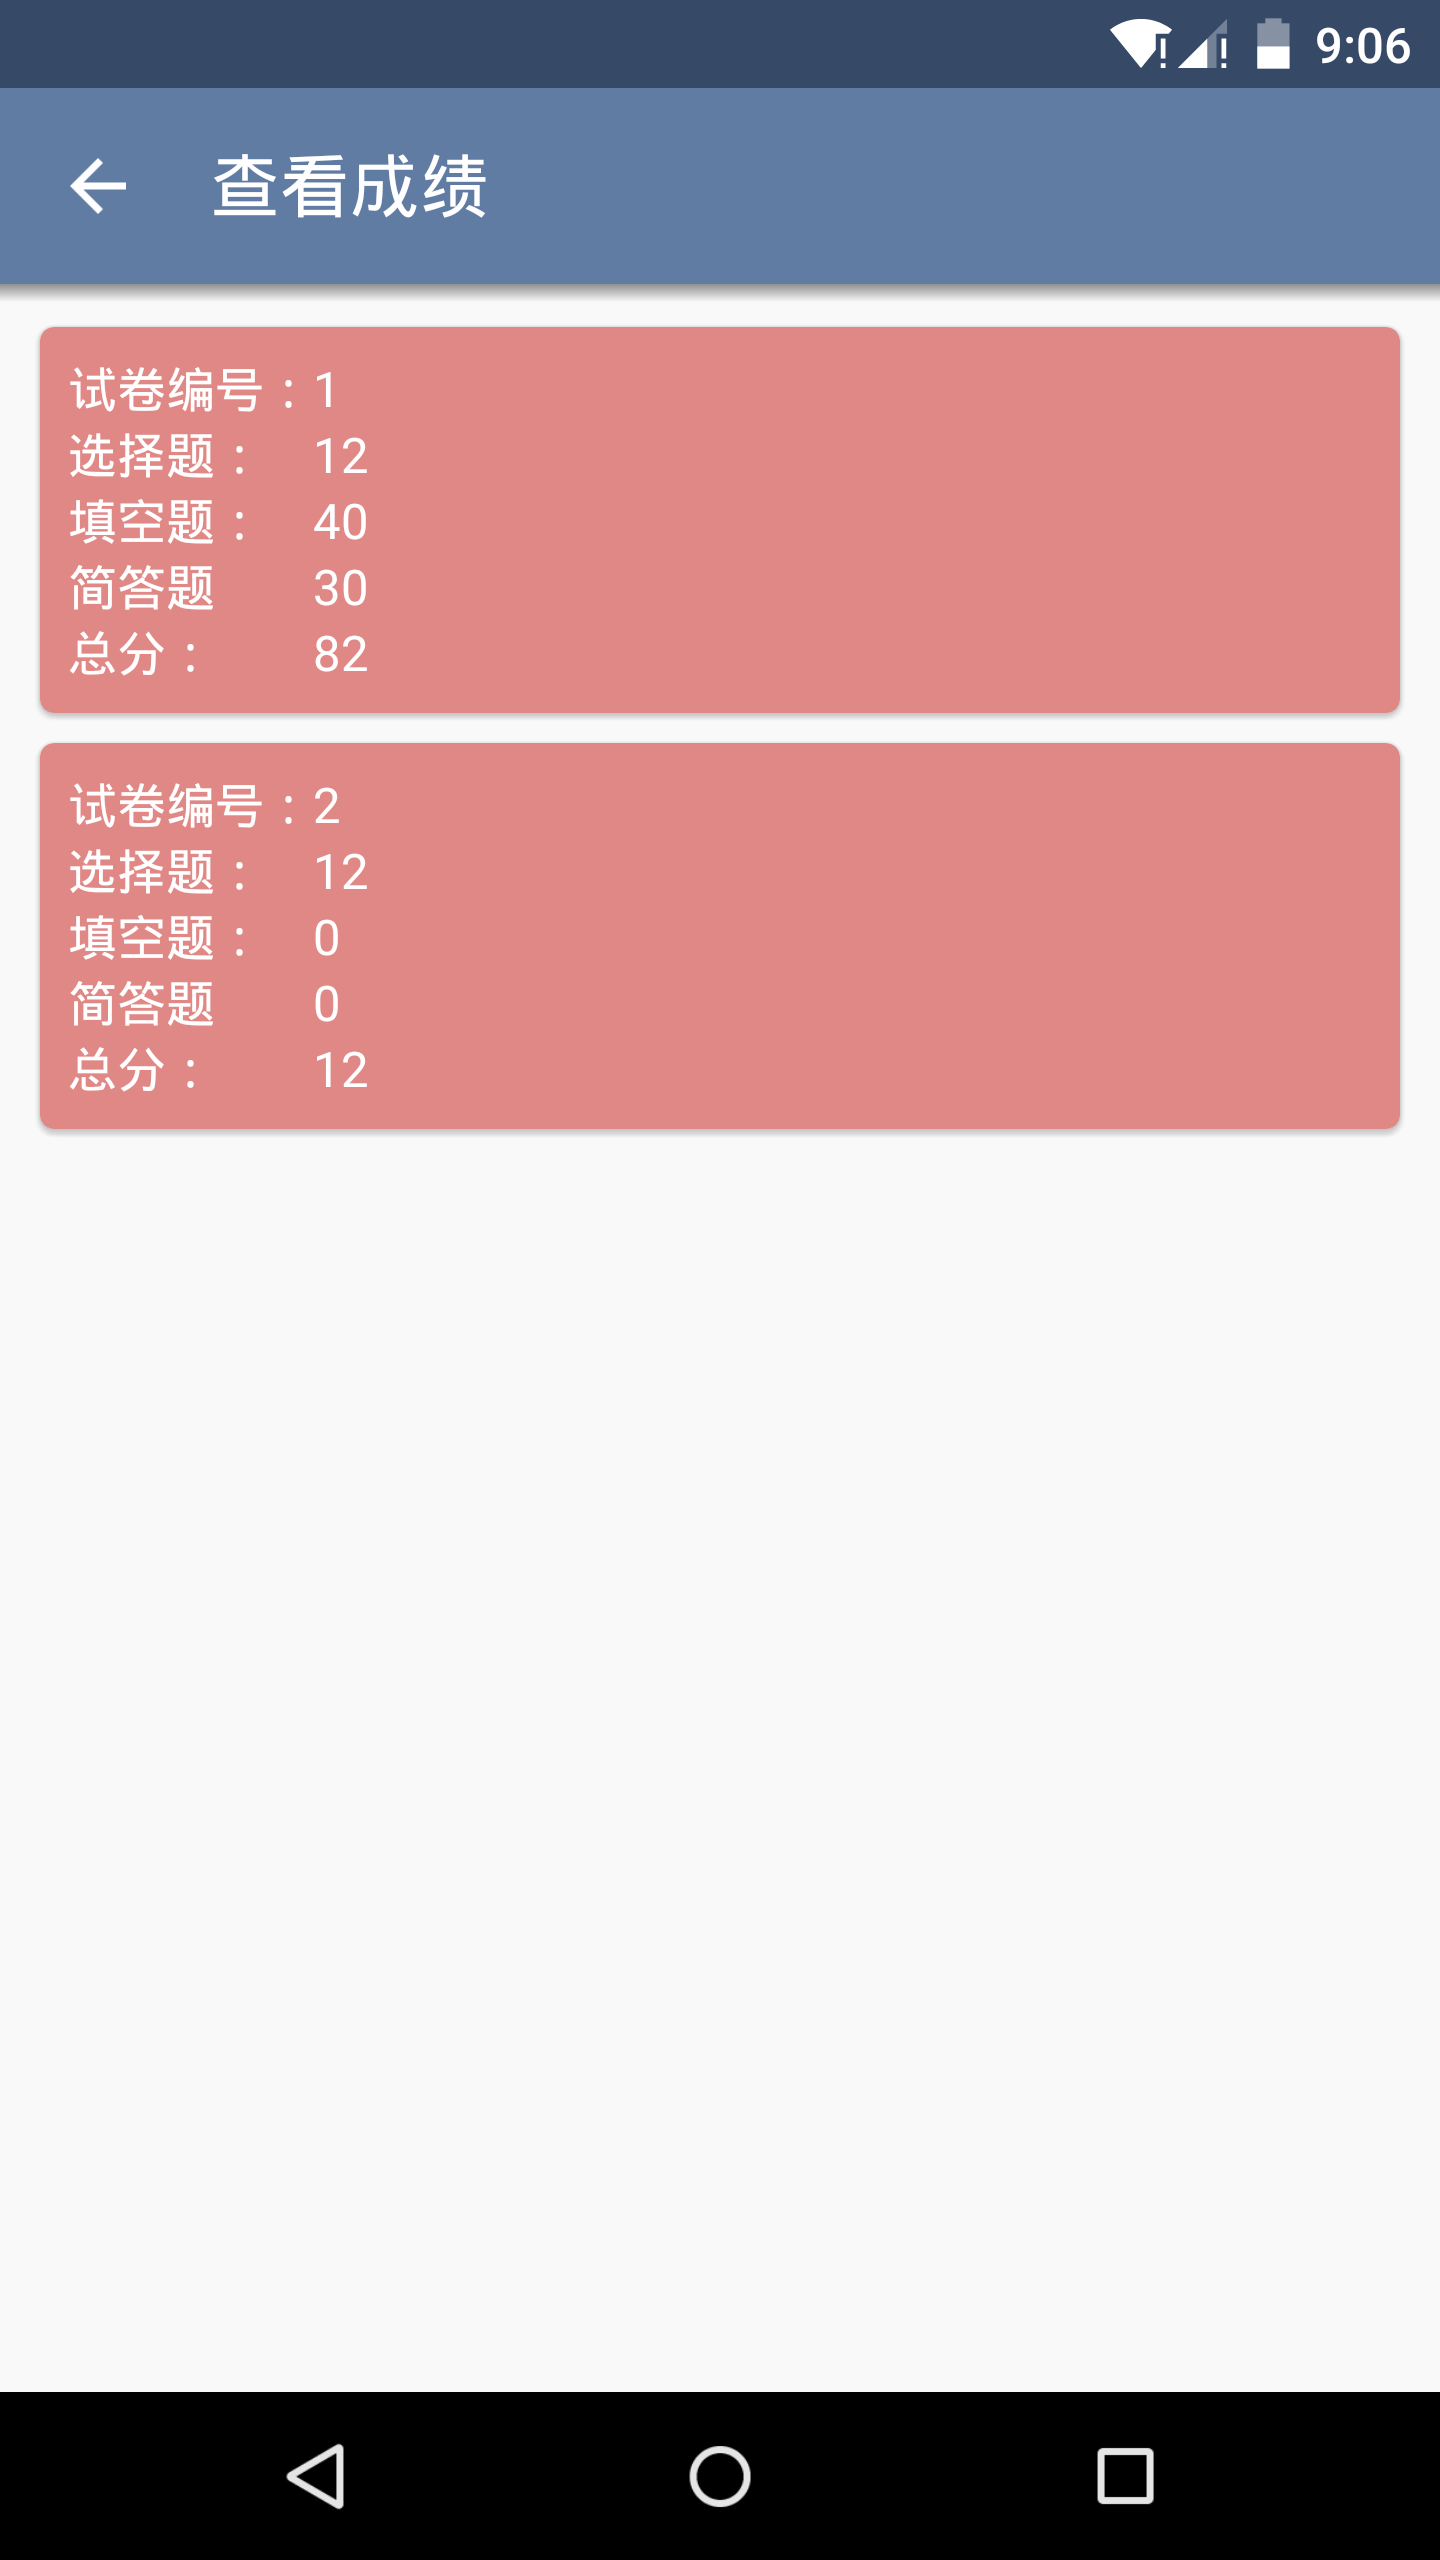 9:06
查看成绩
试卷编号：1
选择题： 12
填空题： 40
简答题 30
总分： 82
试卷编号：2
选择题： 12
填空题： 0
简答题 0
总分： 12